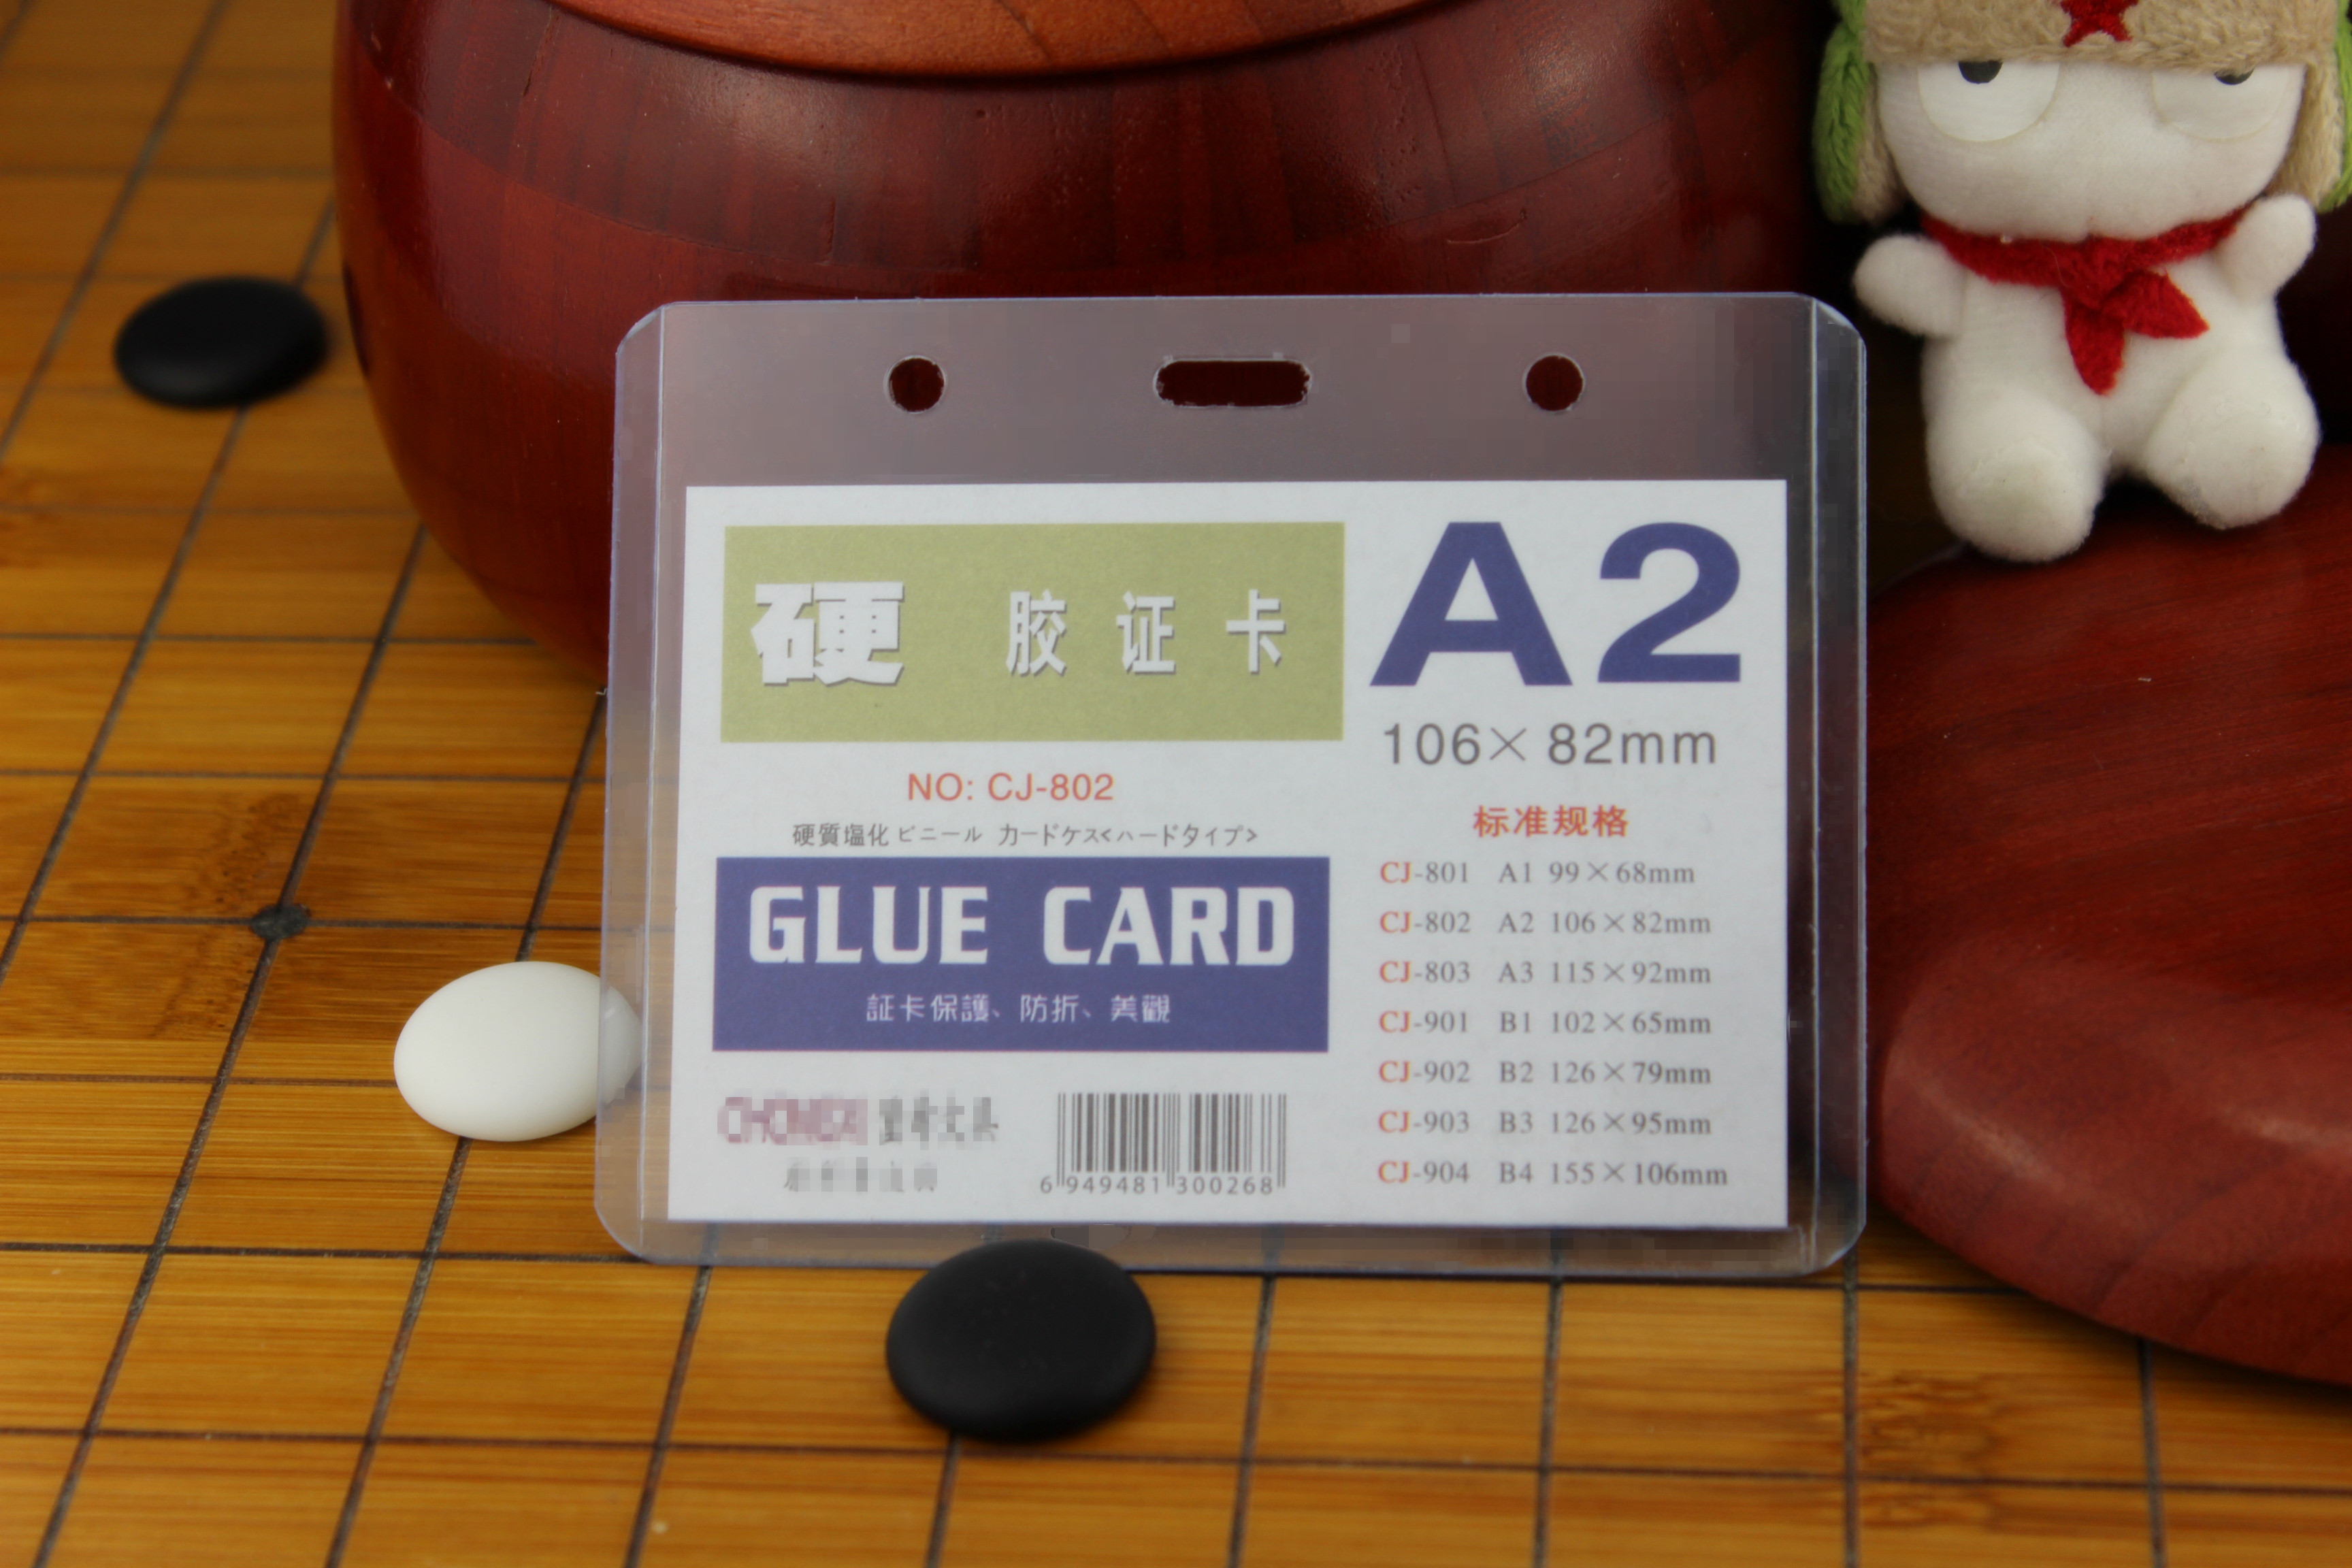 硬 胶证卡
A2
106×82mm
NO: CJ-802
硬質塩化ビニール カードケス<ハードタイプ>
GLUE CARD
証卡保護、防折、美觀
6 949481 300268
标准规格
CJ-801 A1 99×68mm
CJ-802 A2 106×82mm
CJ-803 A3 115×92mm
CJ-901 B1 102×65mm
CJ-902 B2 126×79mm
CJ-903 B3 126×95mm
CJ-904 B4 155×106mm